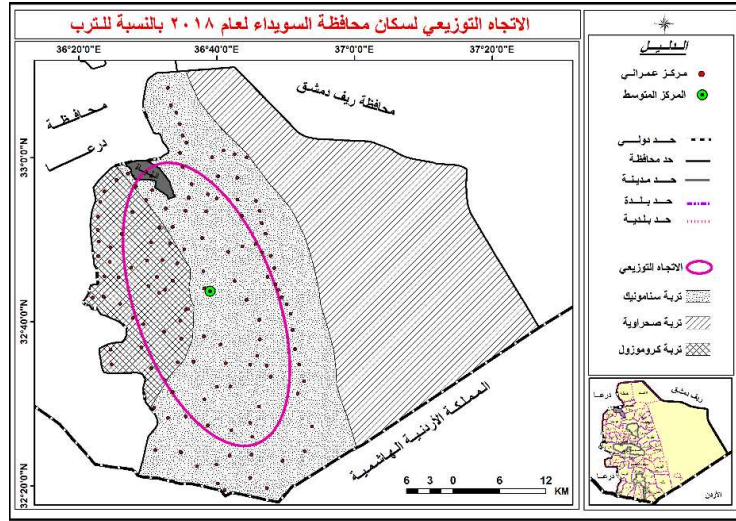 الاتجاه التوزيعي لسكان محافظة السويداء لعام ٢٠١٨ بالنسبة للترب
36°20'0"E
36°40'0"E
37°0'0"E
37°20'0"E
33°0'0"N
32°40'0"N
32°20'0"N
محافظة
درعا
محافظة ريف دمشق
المملكة الأردنية الهاشمية
6 3 0 6 12
KM
الدليل
مركز عمراني
المركز المتوسط
حد دولي
حد محافظة
حد مدينة
حد بلدة
حد بلدية
الاتجاه التوزيعي
تربة سنامونيك
تربة صحراوية
تربة كروموزول
ريف دمشق
درعا
درعا
الأردن